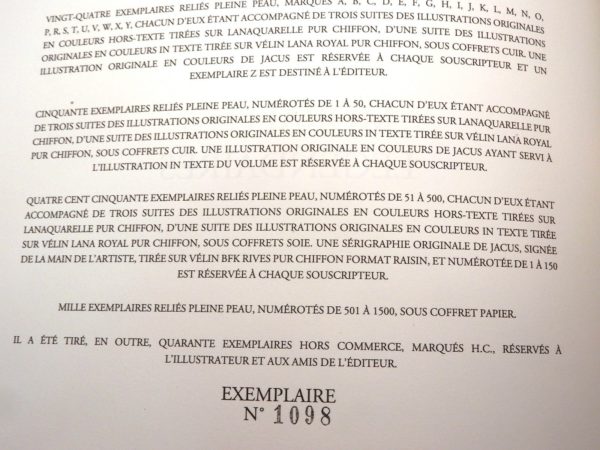 VINGT-QUATRE EXEMPLAIRES RELIÉS PLEINE PEAU, MARQUÉS A, B, C, D, E, F, G, H, I, J, K, L, M, N, O,
P, R, S, T, U, V, W, X, Y, CHACUN D'EUX ÉTANT ACCOMPAGNÉ DE TROIS SUITES DES ILLUSTRATIONS ORIGINALES
EN COULEURS HORS-TEXTE TIRÉES SUR LANAQUARELLE PUR CHIFFON, D'UNE SUITE DES ILLUSTRATIONS
ORIGINALES EN COULEURS IN TEXTE TIRÉE SUR VÉLIN LANA ROYAL PUR CHIFFON, SOUS COFFRETS CUIR. UNE
ILLUSTRATION ORIGINALE EN COULEURS DE JACUS EST RÉSERVÉE À CHAQUE SOUSCRIPTEUR ET UN
EXEMPLAIRE Z EST DESTINÉ À L'ÉDITEUR.
CINQUANTE EXEMPLAIRES RELIÉS PLEINE PEAU, NUMÉROTÉS DE 1 À 50, CHACUN D'EUX ÉTANT ACCOMPAGNÉ
DE TROIS SUITES DES ILLUSTRATIONS ORIGINALES EN COULEURS HORS-TEXTE TIRÉES SUR LANAQUARELLE PUR
CHIFFON, D'UNE SUITE DES ILLUSTRATIONS ORIGINALES EN COULEURS IN TEXTE TIRÉE SUR VÉLIN LANA ROYAL
PUR CHIFFON, SOUS COFFRETS CUIR. UNE ILLUSTRATION ORIGINALE EN COULEURS DE JACUS AYANT SERVI À
L'ILLUSTRATION IN TEXTE DU VOLUME EST RÉSERVÉE À CHAQUE SOUSCRIPTEUR.
QUATRE CENT CINQUANTE EXEMPLAIRES RELIÉS PLEINE PEAU, NUMÉROTÉS DE 51 À 500, CHACUN D'EUX ÉTANT
ACCOMPAGNÉ DE TROIS SUITES DES ILLUSTRATIONS ORIGINALES EN COULEURS HORS-TEXTE TIRÉES SUR
LANAQUARELLE PUR CHIFFON, D'UNE SUITE DES ILLUSTRATIONS ORIGINALES EN COULEURS IN TEXTE TIRÉE
SUR VÉLIN LANA ROYAL PUR CHIFFON, SOUS COFFRETS SOIE. UNE SÉRIGRAPHIE ORIGINALE DE JACUS, SIGNÉE
DE LA MAIN DE L'ARTISTE, TIRÉE SUR VÉLIN BFK RIVES PUR CHIFFON FORMAT RAISIN, ET NUMÉROTÉE DE 1 À 150
EST RÉSERVÉE À CHAQUE SOUSCRIPTEUR.
MILLE EXEMPLAIRES RELIÉS PLEINE PEAU, NUMÉROTÉS DE 501 À 1500, SOUS COFFRET PAPIER.
IL A ÉTÉ TIRÉ, EN OUTRE, QUARANTE EXEMPLAIRES HORS COMMERCE, MARQUÉS H.C., RÉSERVÉS À
L'ILLUSTRATEUR ET AUX AMIS DE L'ÉDITEUR.
EXEMPLAIRE
N° 1098